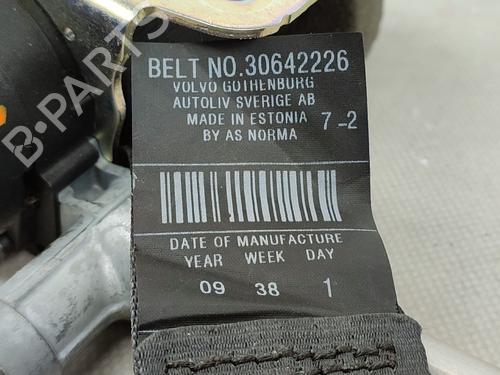 BELT NO.30642226
VOLVO GOTHENBURG
AUTOLIV SVERIGE AB
MADE IN ESTONIA 7-2
BY AS NORMA
DATE OF MANUFACTURE
YEAR WEEK DAY
09 38 1
B-PARTS